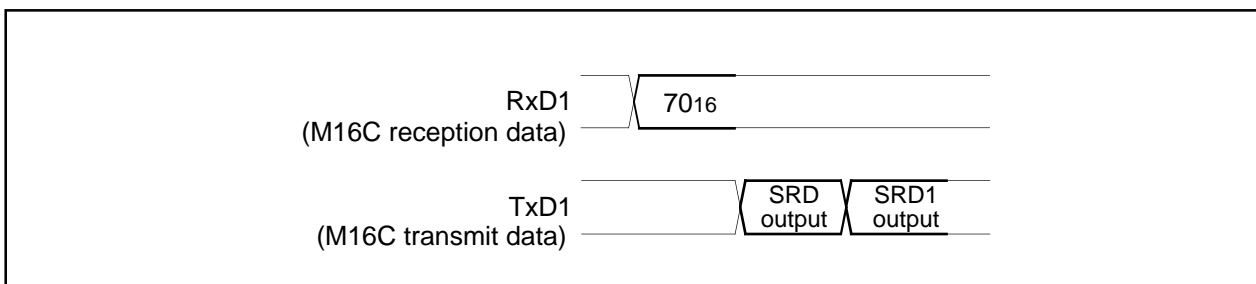 RxD1
(M16C reception data)
7016
TxD1
(M16C transmit data)
SRD
output
SRD1
output